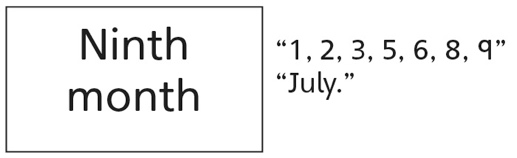 Ninth
month
“1, 2, 3, 5, 6, 8, 9”
“July.”